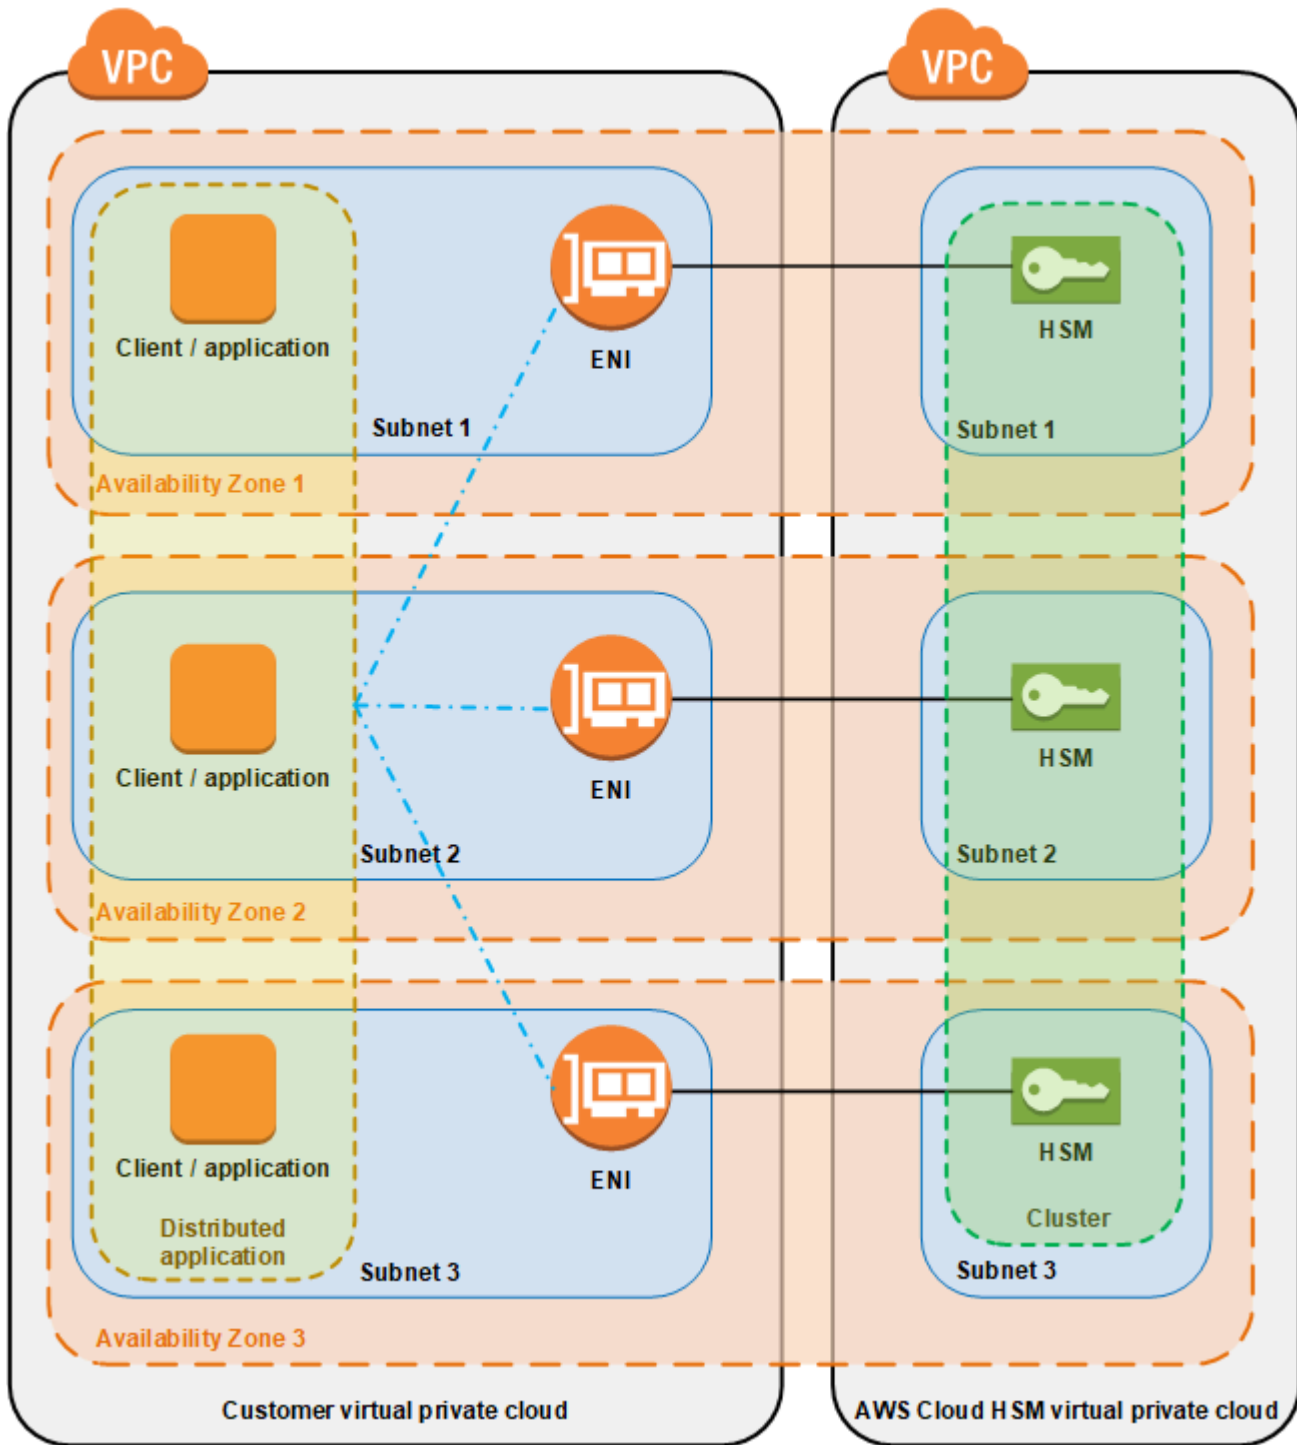 VPC
VPC
Client / application
ENI
HSM
Subnet 1
Subnet 1
Availability Zone 1
Client / application
ENI
HSM
Subnet 2
Subnet 2
Availability Zone 2
Client / application
ENI
HSM
Distributed
application
Cluster
Subnet 3
Subnet 3
Availability Zone 3
Customer virtual private cloud
AWS Cloud HSM virtual private cloud